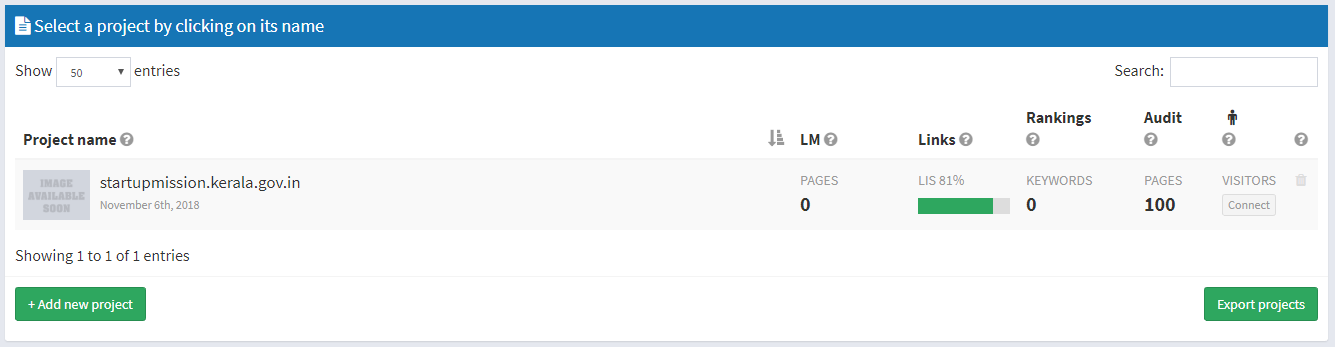 Select a project by clicking on its name
Show 50 entries
Search:
Project name ?
LM ?
Links ?
Rankings ?
Audit ?
?
?
IMAGE AVAILABLE SOON
startupmission.kerala.gov.in
November 6th, 2018
PAGES
0
LIS 81%
KEYWORDS
0
PAGES
100
VISITORS
Connect
Showing 1 to 1 of 1 entries
+ Add new project
Export projects